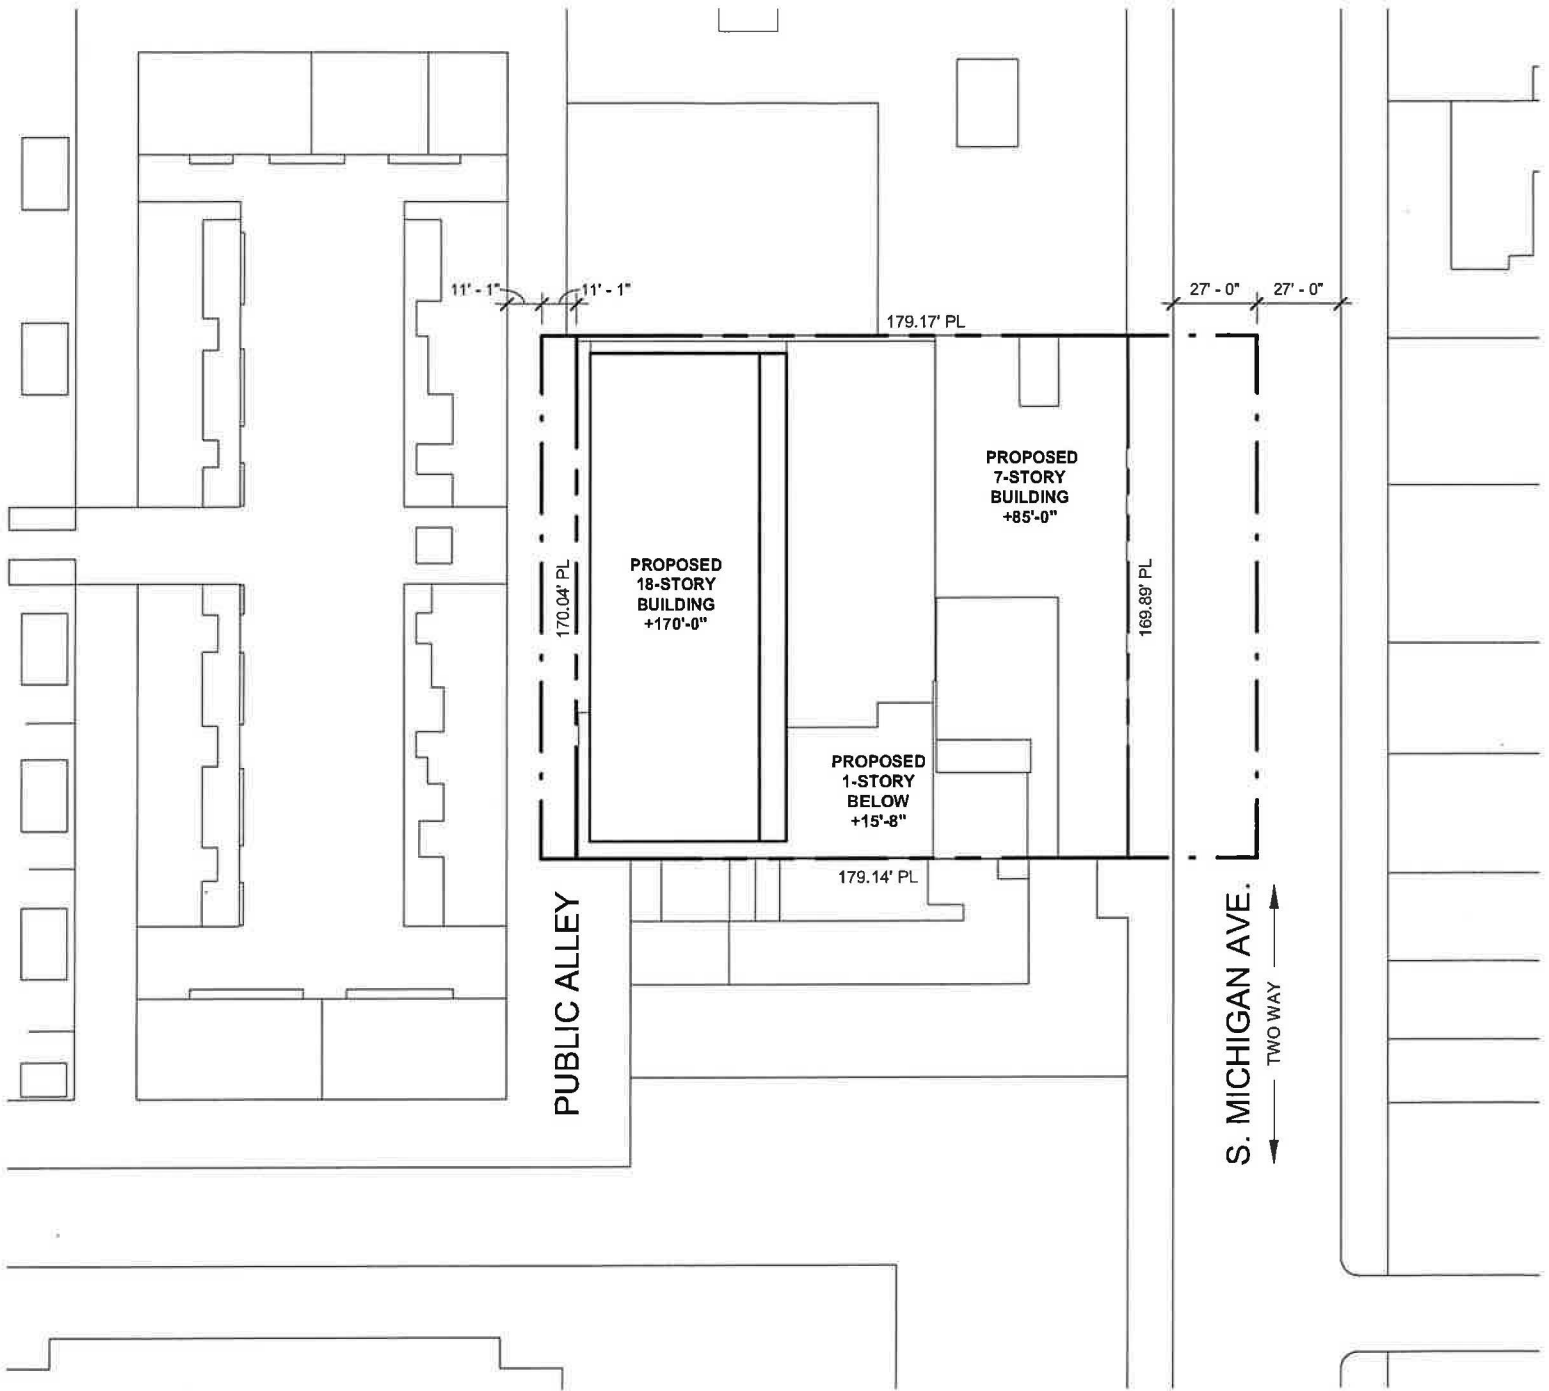 11' - 1"
11' - 1"
27' - 0"
27' - 0"
179.17' PL
PROPOSED
7-STORY
BUILDING
+85'-0"
PROPOSED
18-STORY
BUILDING
+170'-0"
170.04' PL
169.89' PL
PROPOSED
1-STORY
BELOW
+15'-8"
179.14' PL
PUBLIC ALLEY
S. MICHIGAN AVE.
TWO WAY